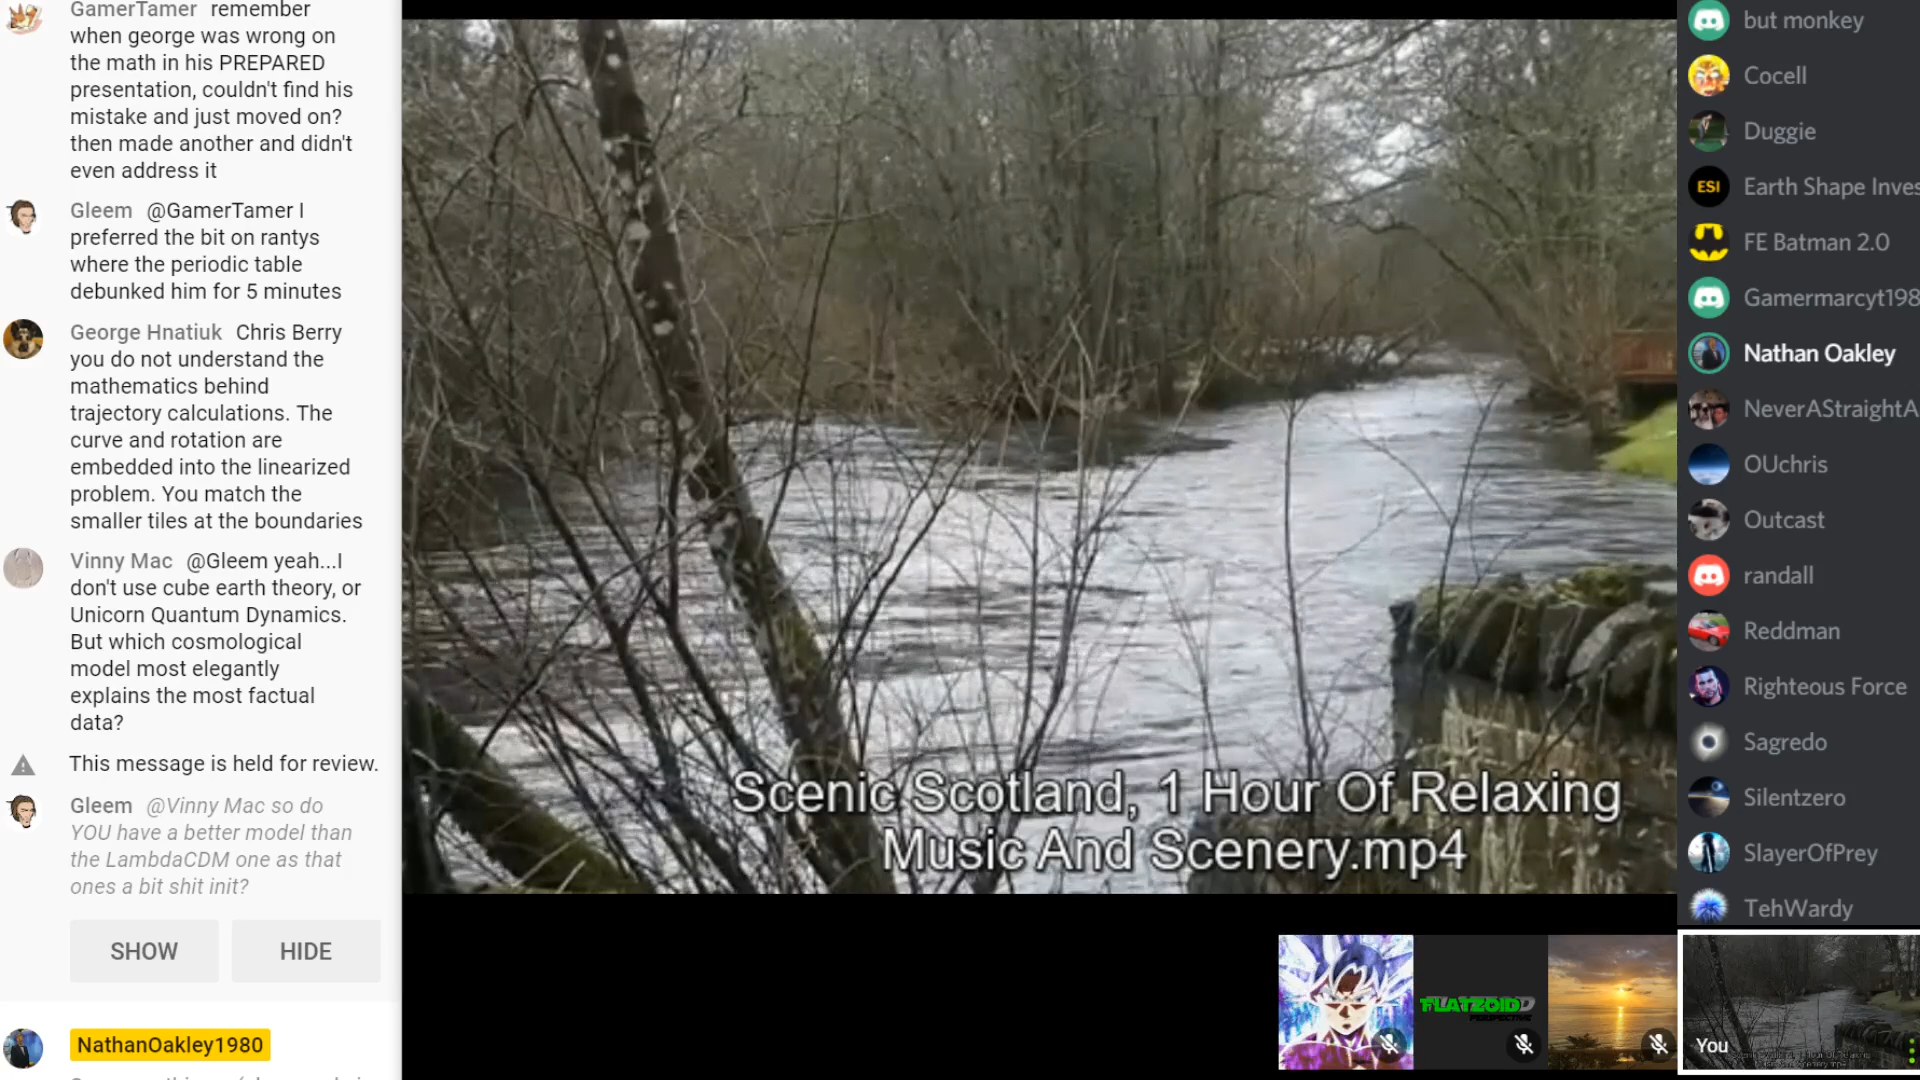 GamerTamer remember
when george was wrong on
the math in his PREPARED
presentation, couldn't find his
mistake and just moved on?
then made another and didn't
even address it
Gleem @GamerTamer I
preferred the bit on rantys
where the periodic table
debunked him for 5 minutes
George Hnatiuk Chris Berry
you do not understand the
mathematics behind
trajectory calculations. The
curve and rotation are
embedded into the linearized
problem. You match the
smaller tiles at the boundaries
Vinny Mac @Gleem yeah...I
don't use cube earth theory, or
Unicorn Quantum Dynamics.
But which cosmological
model most elegantly
explains the most factual
data?
This message is held for review.
Gleem @Vinny Mac so do
YOU have a better model than
the LambdaCDM one as that
ones a bit shit init?
SHOW HIDE
NathanOakley1980
Scenic Scotland, 1 Hour Of Relaxing
Music And Scenery.mp4
FLATZOID
PERSPECTIVE
You
but monkey
Cocell
Duggie
ESI Earth Shape Inves
FE Batman 2.0
Gamermarcyt198
Nathan Oakley
NeverAStraightA
OUchris
Outcast
randall
Reddman
Righteous Force
Sagredo
Silentzero
SlayerOfPrey
TehWardy